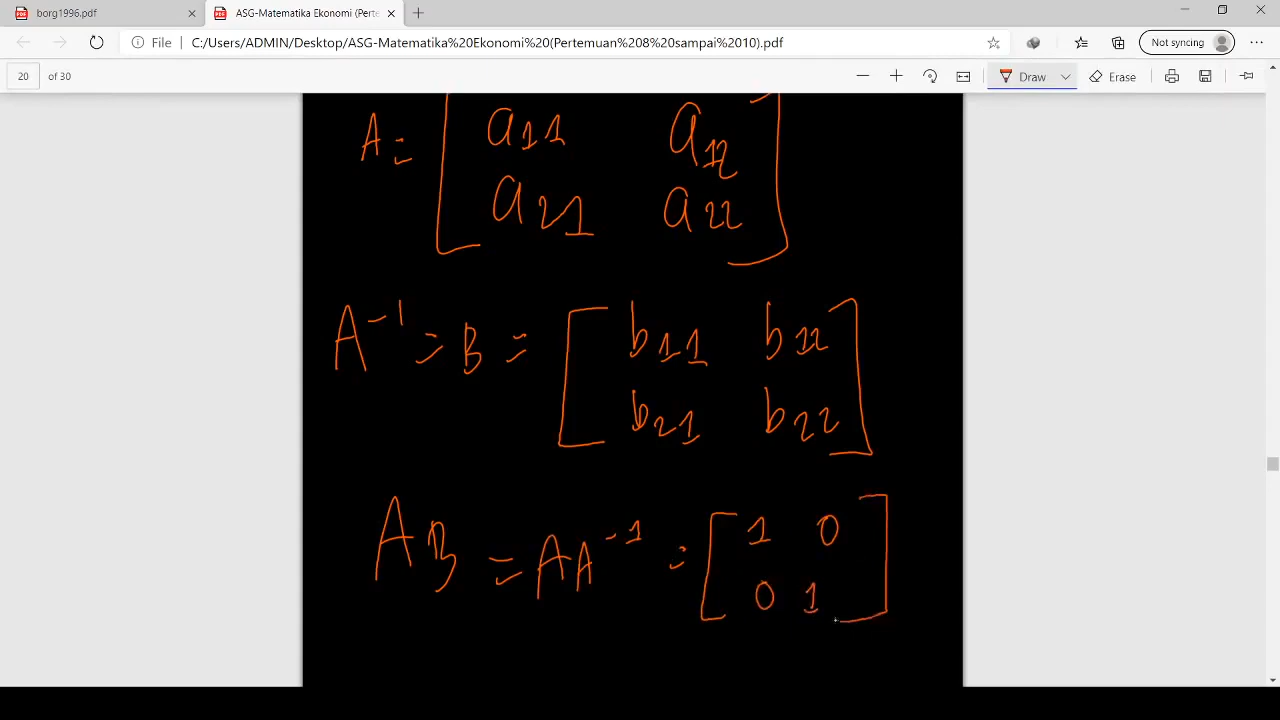 borg1996.pdf
ASG-Matematika Ekonomi (Perte
File C:/Users/ADMIN/Desktop/ASG-Matematika%20Ekonomi%20(Pertemuan%208%20sampai%2010).pdf Not syncing
20 of 30 Draw Erase
A = [ a11 a12
a21 a22 ]
A⁻¹ = B = [ b11 b12
b21 b22 ]
AB = AA⁻¹ = [ 1 0
0 1 ]